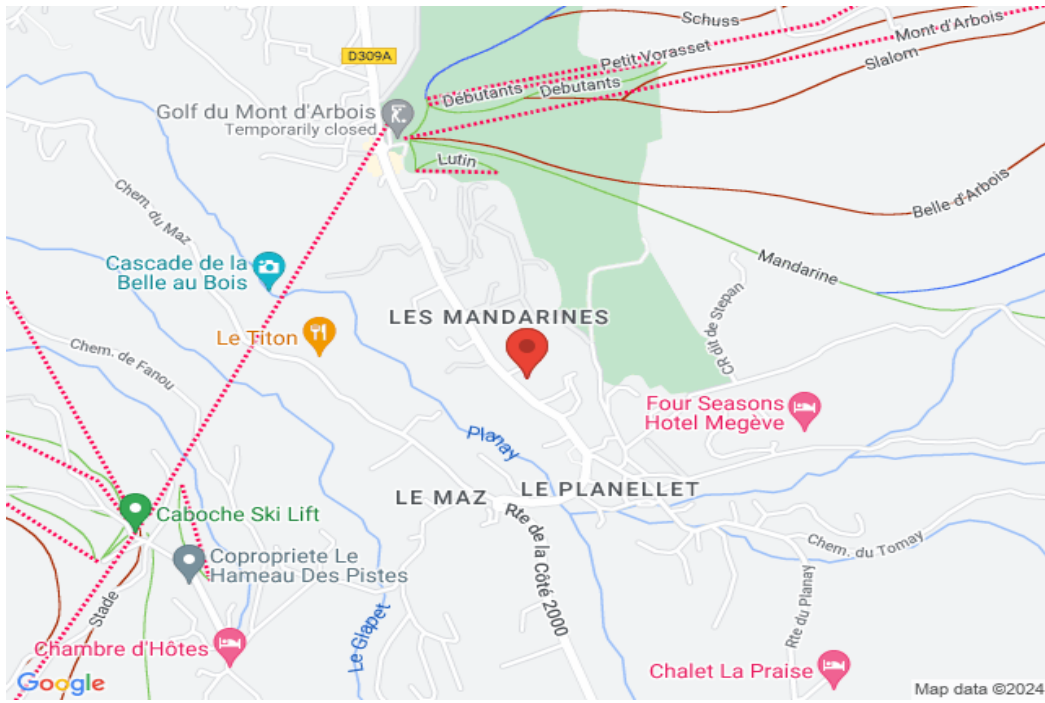 Schuss
Mont d'Arbois
D309A
Petit Vorasset
Slalom
Débutants
Débutants
Golf du Mont d'Arbois
Temporarily closed
Lutin
Chem. du Maz
Belle d'Arbois
Mandarine
Cascade de la
Belle au Bois
CR dit de Stepan
LES MANDARINES
Le Titon
Chem. de Fanou
Four Seasons
Hotel Megève
Planay
LE MAZ
LE PLANELLET
Caboche Ski Lift
Rte de la Côté 2000
Chem. du Tomay
Copropriete Le
Hameau Des Pistes
Stade
Rte du Planay
Le Glapet
Chambre d'Hôtes
Chalet La Praise
Google
Map data ©2024